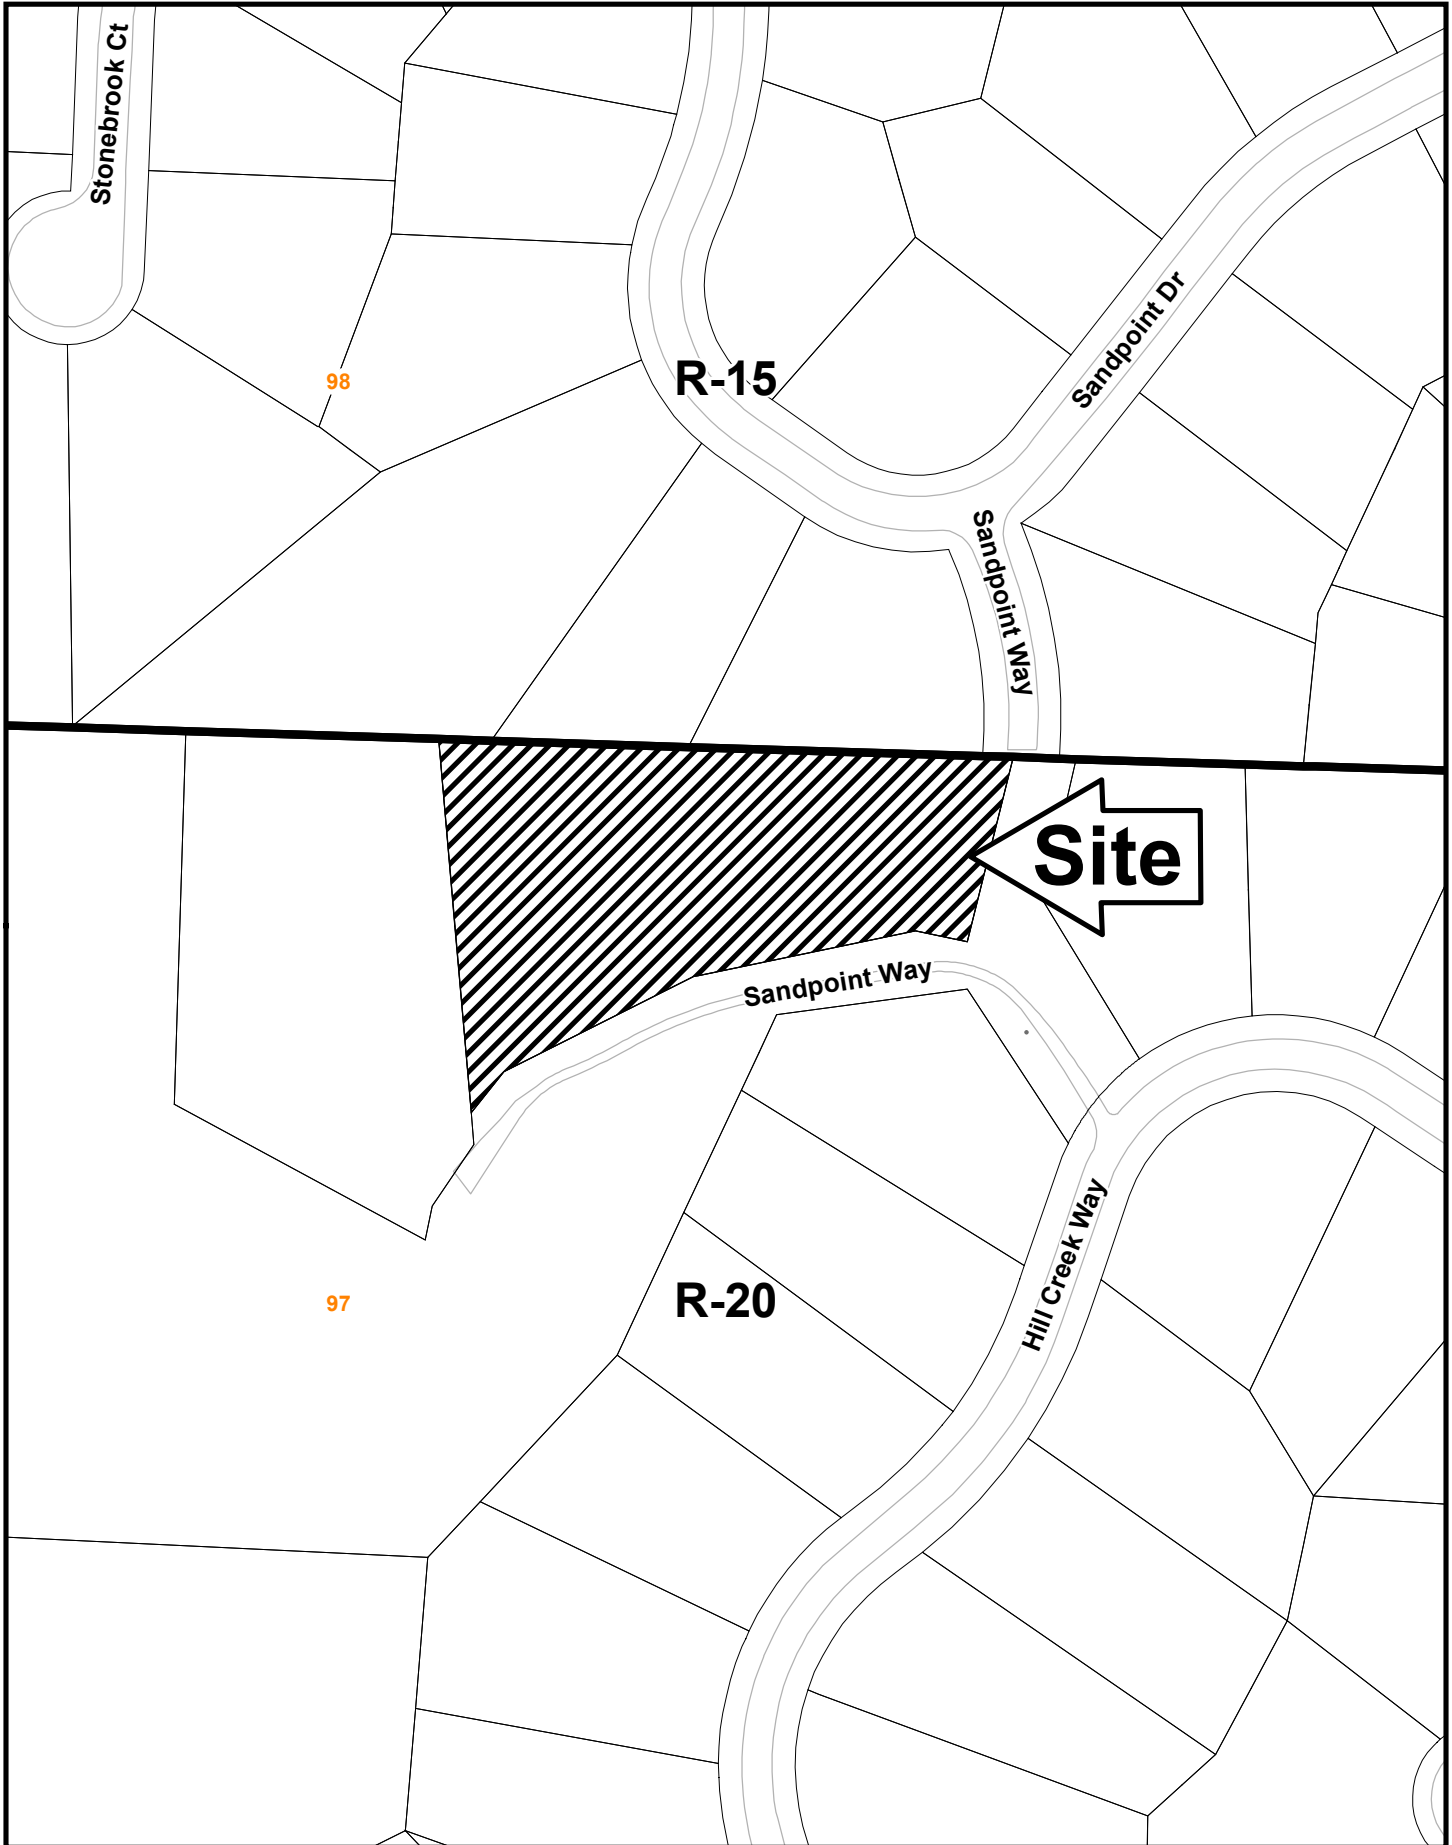 Stonebrook Ct
98
R-15
Sandpoint Dr
Sandpoint Way
Site
Sandpoint Way
Hill Creek Way
97
R-20